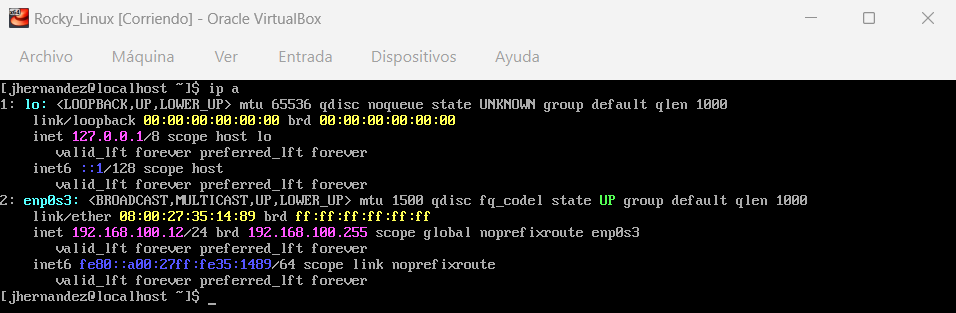 Rocky_Linux [Corriendo] - Oracle VirtualBox
Archivo Máquina Ver Entrada Dispositivos Ayuda
[jhernandez@localhost ~]$ ip a
1: lo: <LOOPBACK,UP,LOWER_UP> mtu 65536 qdisc noqueue state UNKNOWN group default qlen 1000
    link/loopback 00:00:00:00:00:00 brd 00:00:00:00:00:00
    inet 127.0.0.1/8 scope host lo
       valid_lft forever preferred_lft forever
    inet6 ::1/128 scope host
       valid_lft forever preferred_lft forever
2: enp0s3: <BROADCAST,MULTICAST,UP,LOWER_UP> mtu 1500 qdisc fq_codel state UP group default qlen 1000
    link/ether 08:00:27:35:14:89 brd ff:ff:ff:ff:ff:ff
    inet 192.168.100.12/24 brd 192.168.100.255 scope global noprefixroute enp0s3
       valid_lft forever preferred_lft forever
    inet6 fe80::a00:27ff:fe35:1489/64 scope link noprefixroute
       valid_lft forever preferred_lft forever
[jhernandez@localhost ~]$ _